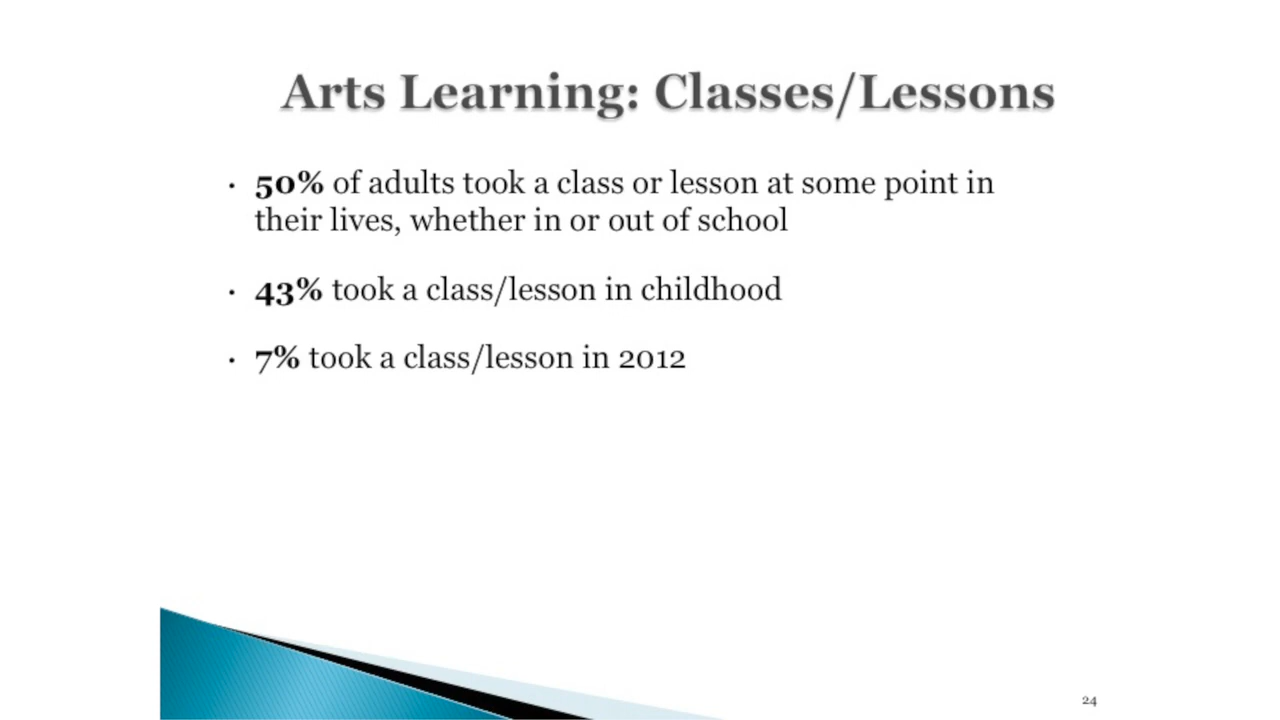 Arts Learning: Classes/Lessons
• 50% of adults took a class or lesson at some point in
their lives, whether in or out of school
• 43% took a class/lesson in childhood
• 7% took a class/lesson in 2012
24